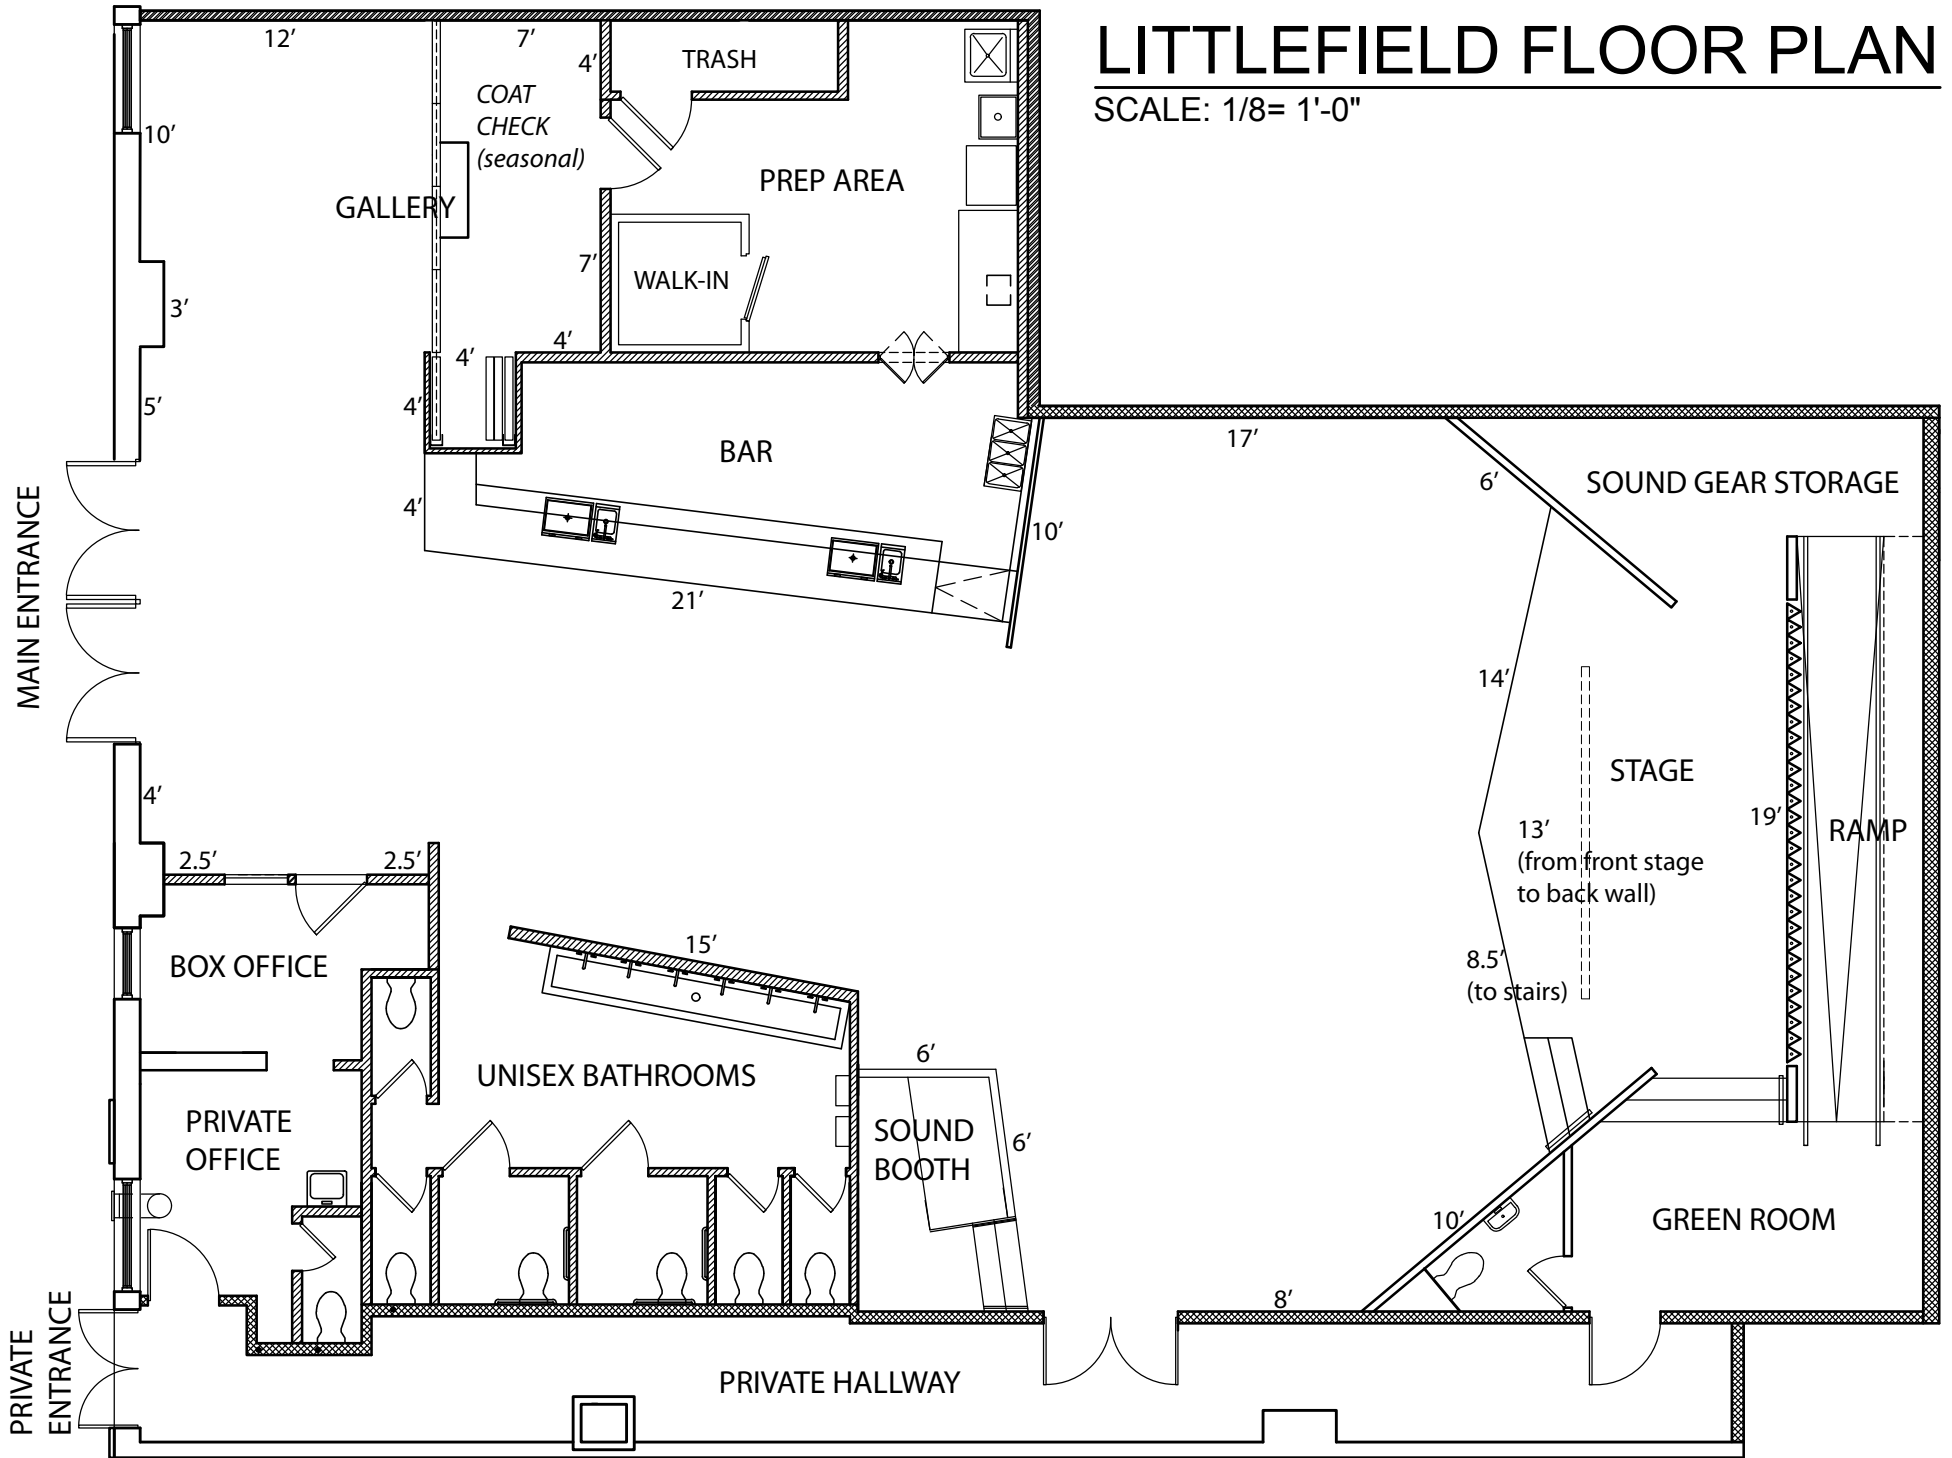 LITTLEFIELD FLOOR PLAN
SCALE: 1/8= 1'-0"
12’
7’
4’
TRASH
COAT
CHECK
(seasonal)
10’
PREP AREA
GALLERY
7’
WALK-IN
3’
4’
4’
5’
4’
BAR
17’
6’
SOUND GEAR STORAGE
4’
10’
21’
MAIN ENTRANCE
14’
STAGE
4’
19’
RAMP
13’
(from front stage
to back wall)
2.5’
2.5’
15’
BOX OFFICE
8.5’
(to stairs)
6’
UNISEX BATHROOMS
PRIVATE
OFFICE
SOUND
BOOTH
6’
10’
GREEN ROOM
8’
PRIVATE
ENTRANCE
PRIVATE HALLWAY